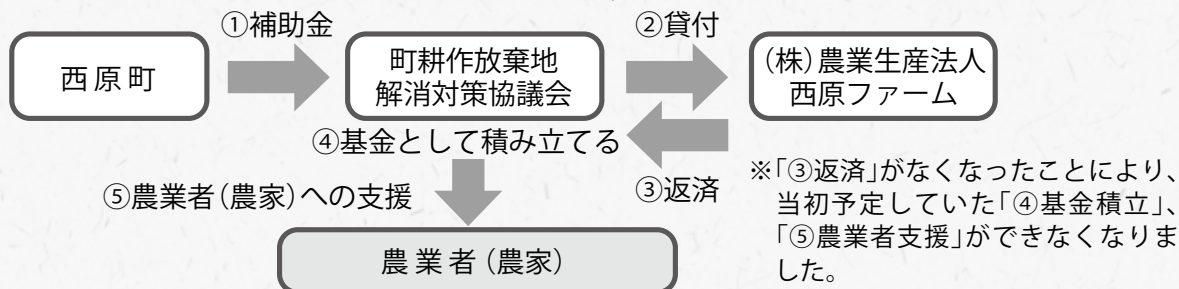 ①補助金
②貸付
西原町
町耕作放棄地
解消対策協議会
(株)農業生産法人
西原ファーム
④基金として積み立てる
③返済
⑤農業者(農家)への支援
農業者(農家)
※「③返済」がなくなったことにより、
当初予定していた「④基金積立」、
「⑤農業者支援」ができなくなりま
した。